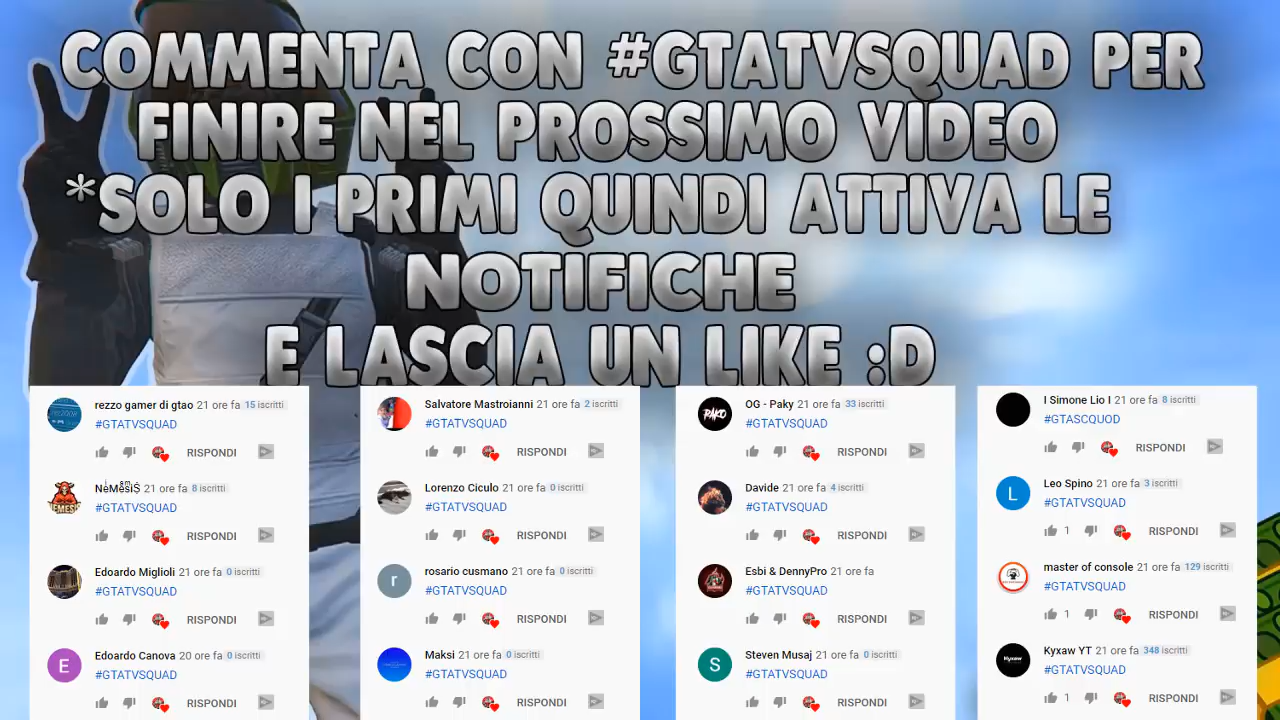 COMMENTA CON #GTATVSQUAD PER
FINIRE NEL PROSSIMO VIDEO
*SOLO I PRIMI QUINDI ATTIVA LE
NOTIFICHE
E LASCIA UN LIKE :D
rezzo gamer di gtao 21 ore fa 15 iscritti
#GTATVSQUAD
RISPONDI
21 ore fa 8 iscritti
#GTATVSQUAD
RISPONDI
Edoardo Miglioli 21 ore fa 0 iscritti
#GTATVSQUAD
RISPONDI
E
Edoardo Canova 20 ore fa 0 iscritti
#GTATVSQUAD
RISPONDI
Salvatore Mastroianni 21 ore fa 2 iscritti
#GTATVSQUAD
RISPONDI
Lorenzo Ciculo 21 ore fa 0 iscritti
#GTATVSQUAD
RISPONDI
r
rosario cusmano 21 ore fa 0 iscritti
#GTATVSQUAD
RISPONDI
Maksi 21 ore fa 0 iscritti
#GTATVSQUAD
RISPONDI
PAKO
OG - Paky 21 ore fa 33 iscritti
#GTATVSQUAD
RISPONDI
Davide 21 ore fa 4 iscritti
#GTATVSQUAD
RISPONDI
Esbi & DennyPro 21 ore fa
#GTATVSQUAD
RISPONDI
S
Steven Musaj 21 ore fa 0 iscritti
#GTATVSQUAD
RISPONDI
I Simone Lio I 21 ore fa 8 iscritti
#GTASCQUOD
RISPONDI
L
Leo Spino 21 ore fa 3 iscritti
#GTATVSQUAD
1 RISPONDI
master of console 21 ore fa 129 iscritti
#GTATVSQUAD
1 RISPONDI
Kyxaw
Kyxaw YT 21 ore fa 348 iscritti
#GTATVSQUAD
1 RISPONDI